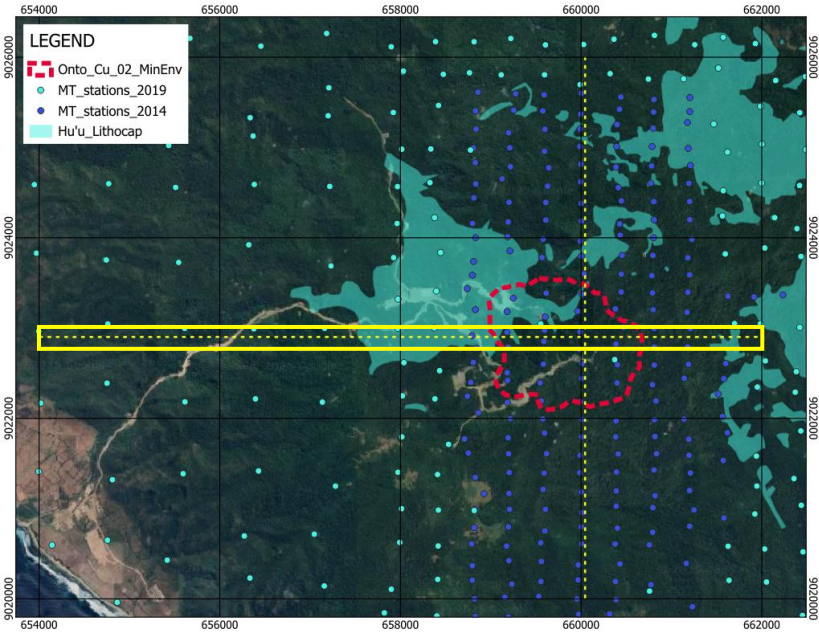 654000 656000 658000 660000 662000
LEGEND
Onto_Cu_02_MinEnv
MT_stations_2019
MT_stations_2014
Hu'u_Lithocap
9026000 9026000
9024000 9024000
9022000 9022000
9020000 9020000
654000 656000 658000 660000 662000